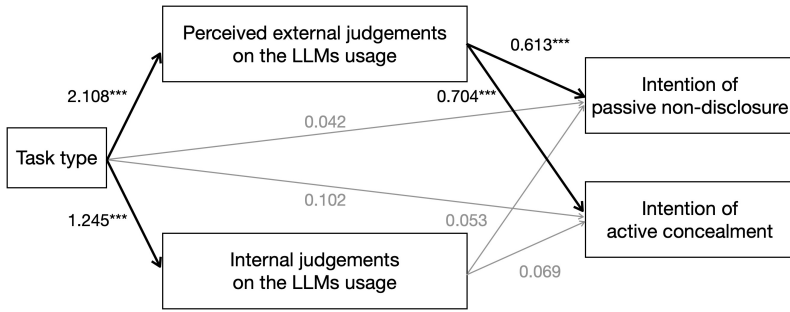 Perceived external judgements
on the LLMs usage
0.613***
2.108***
0.704***
Intention of
passive non-disclosure
0.042
Task type
0.102
1.245***
0.053
Intention of
active concealment
Internal judgements
on the LLMs usage
0.069